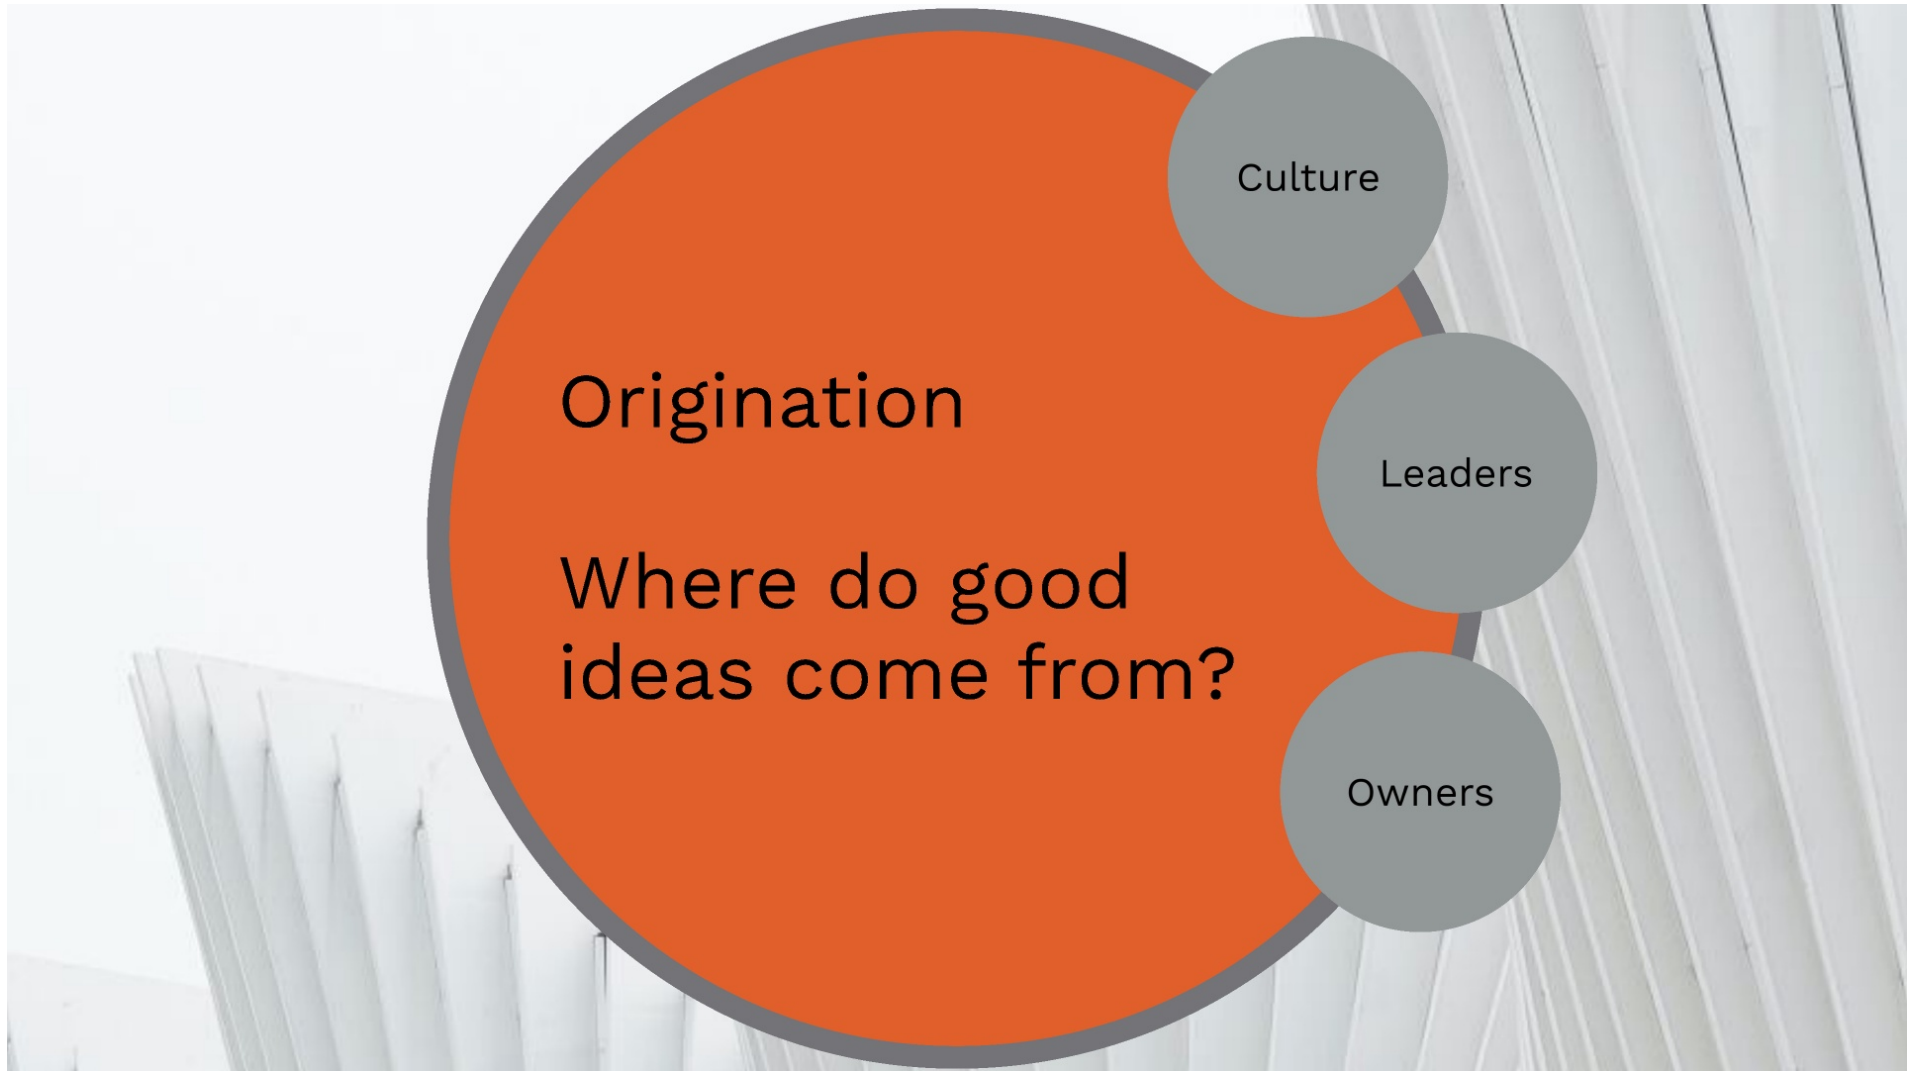 Origination
Where do good
ideas come from?
Culture
Leaders
Owners